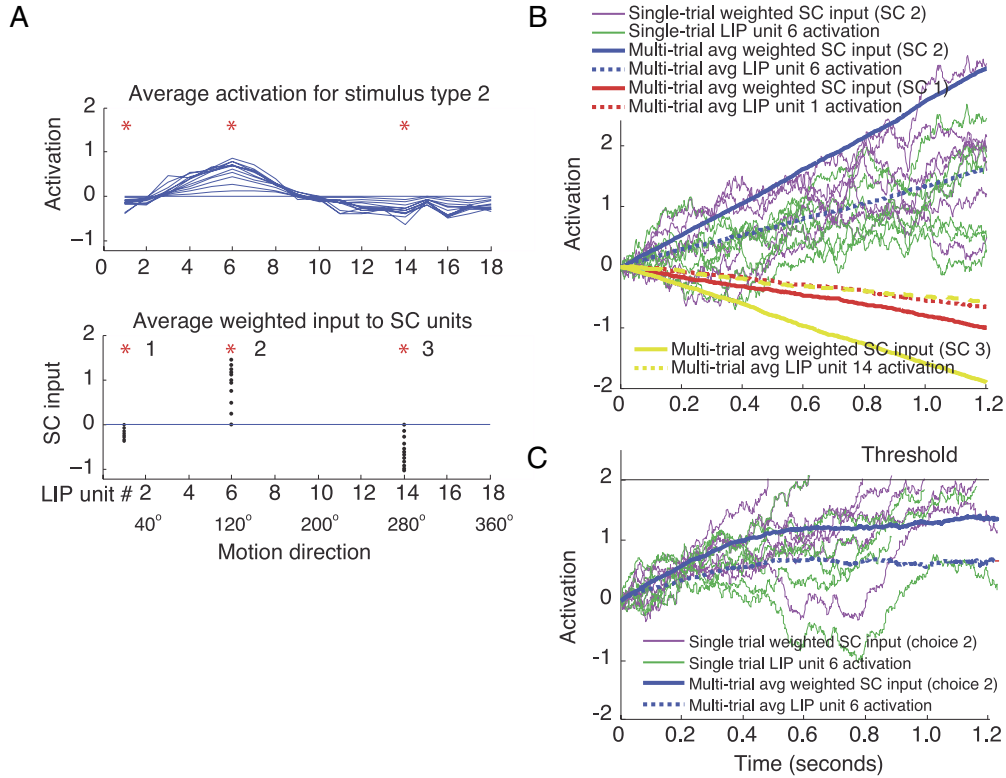 A
Average activation for stimulus type 2
* * *
Activation
2
1
0
−1
0 2 4 6 8 10 12 14 16 18
Average weighted input to SC units
* 1 * 2 * 3
SC input
2
1
0
−1
LIP unit # 2 4 6 8 10 12 14 16 18
40° 120° 200° 280° 360°
Motion direction
B
Single-trial weighted SC input (SC 2)
Single-trial LIP unit 6 activation
Multi-trial avg weighted SC input (SC 2)
Multi-trial avg LIP unit 6 activation
Multi-trial avg weighted SC input (SC 1)
Multi-trial avg LIP unit 1 activation
Activation
2
1
0
-1
-2
Multi-trial avg weighted SC input (SC 3)
Multi-trial avg LIP unit 14 activation
0 0.2 0.4 0.6 0.8 1.0 1.2
C
Threshold
Activation
2
1
0
-1
2
Single trial weighted SC input (choice 2)
Single trial LIP unit 6 activation
Multi-trial avg weighted SC input (choice 2)
Multi-trial avg LIP unit 6 activation
0 0.2 0.4 0.6 0.8 1.0 1.2
Time (seconds)